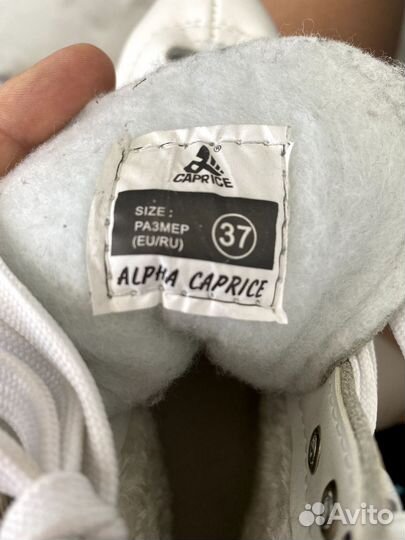 ®
CAPRICE
SIZE :
РАЗМЕР
(EU/RU)
37
ALPHA CAPRICE
Avito